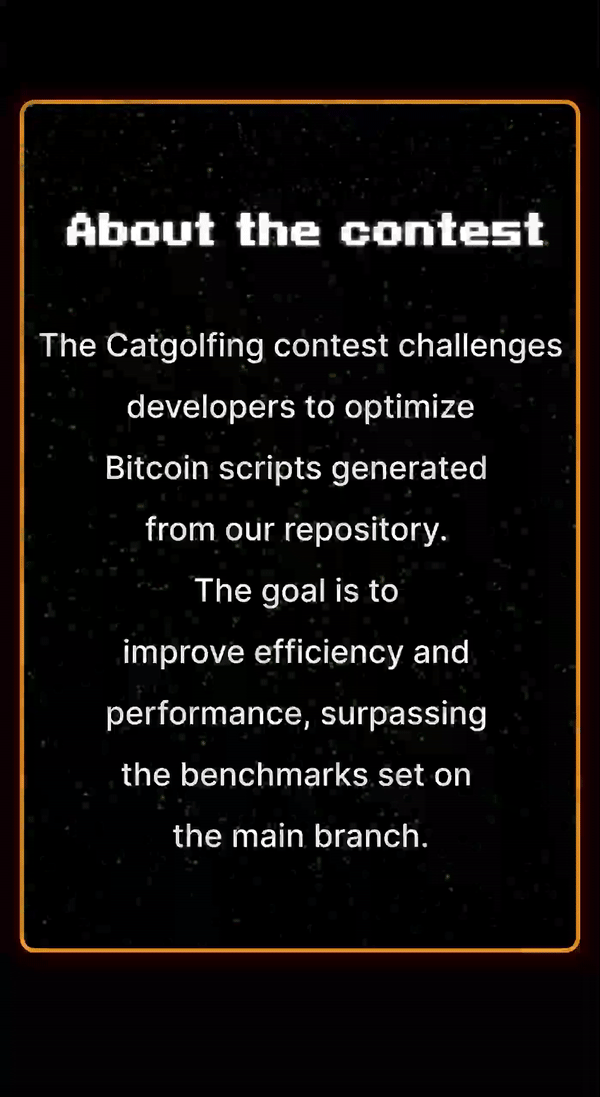 About the contest
The Catgolfing contest challenges
developers to optimize
Bitcoin scripts generated
from our repository.
The goal is to
improve efficiency and
performance, surpassing
the benchmarks set on
the main branch.